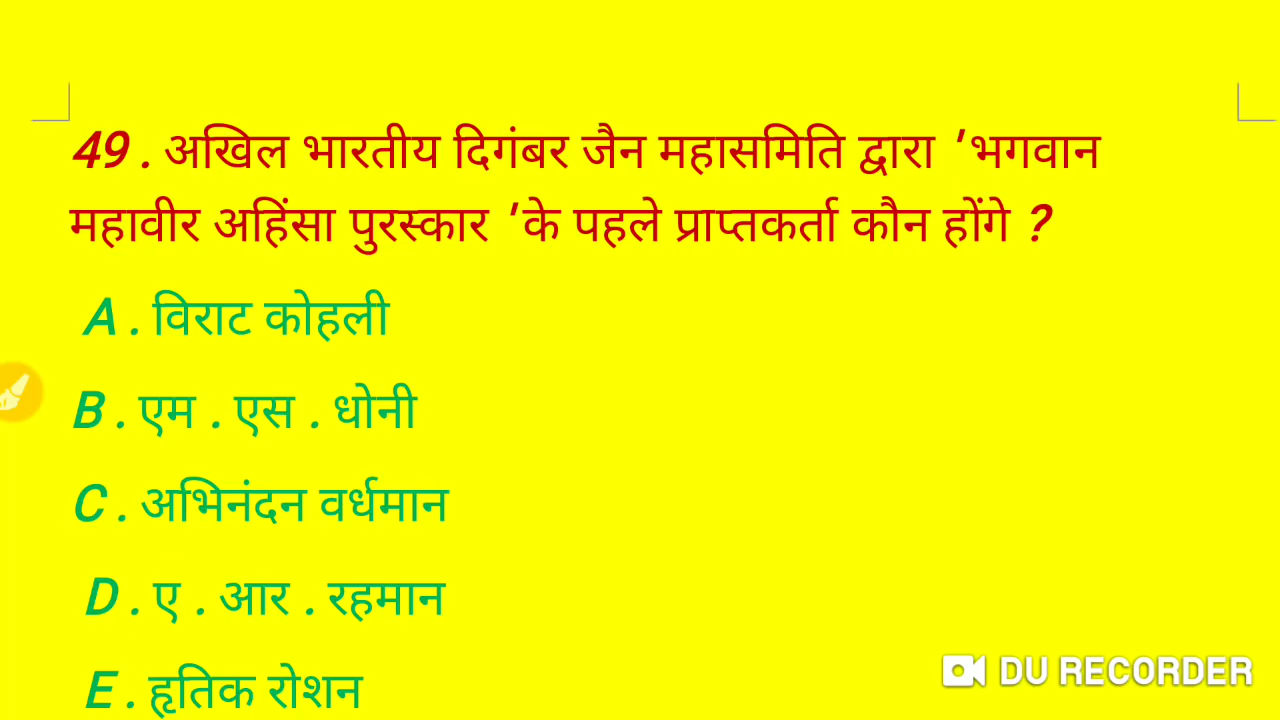 49 . अखिल भारतीय दिगंबर जैन महासमिति द्वारा 'भगवान
महावीर अहिंसा पुरस्कार 'के पहले प्राप्तकर्ता कौन होंगे ?
A . विराट कोहली
B . एम . एस . धोनी
C . अभिनंदन वर्धमान
D . ए . आर . रहमान
E . हृतिक रोशन
DU RECORDER